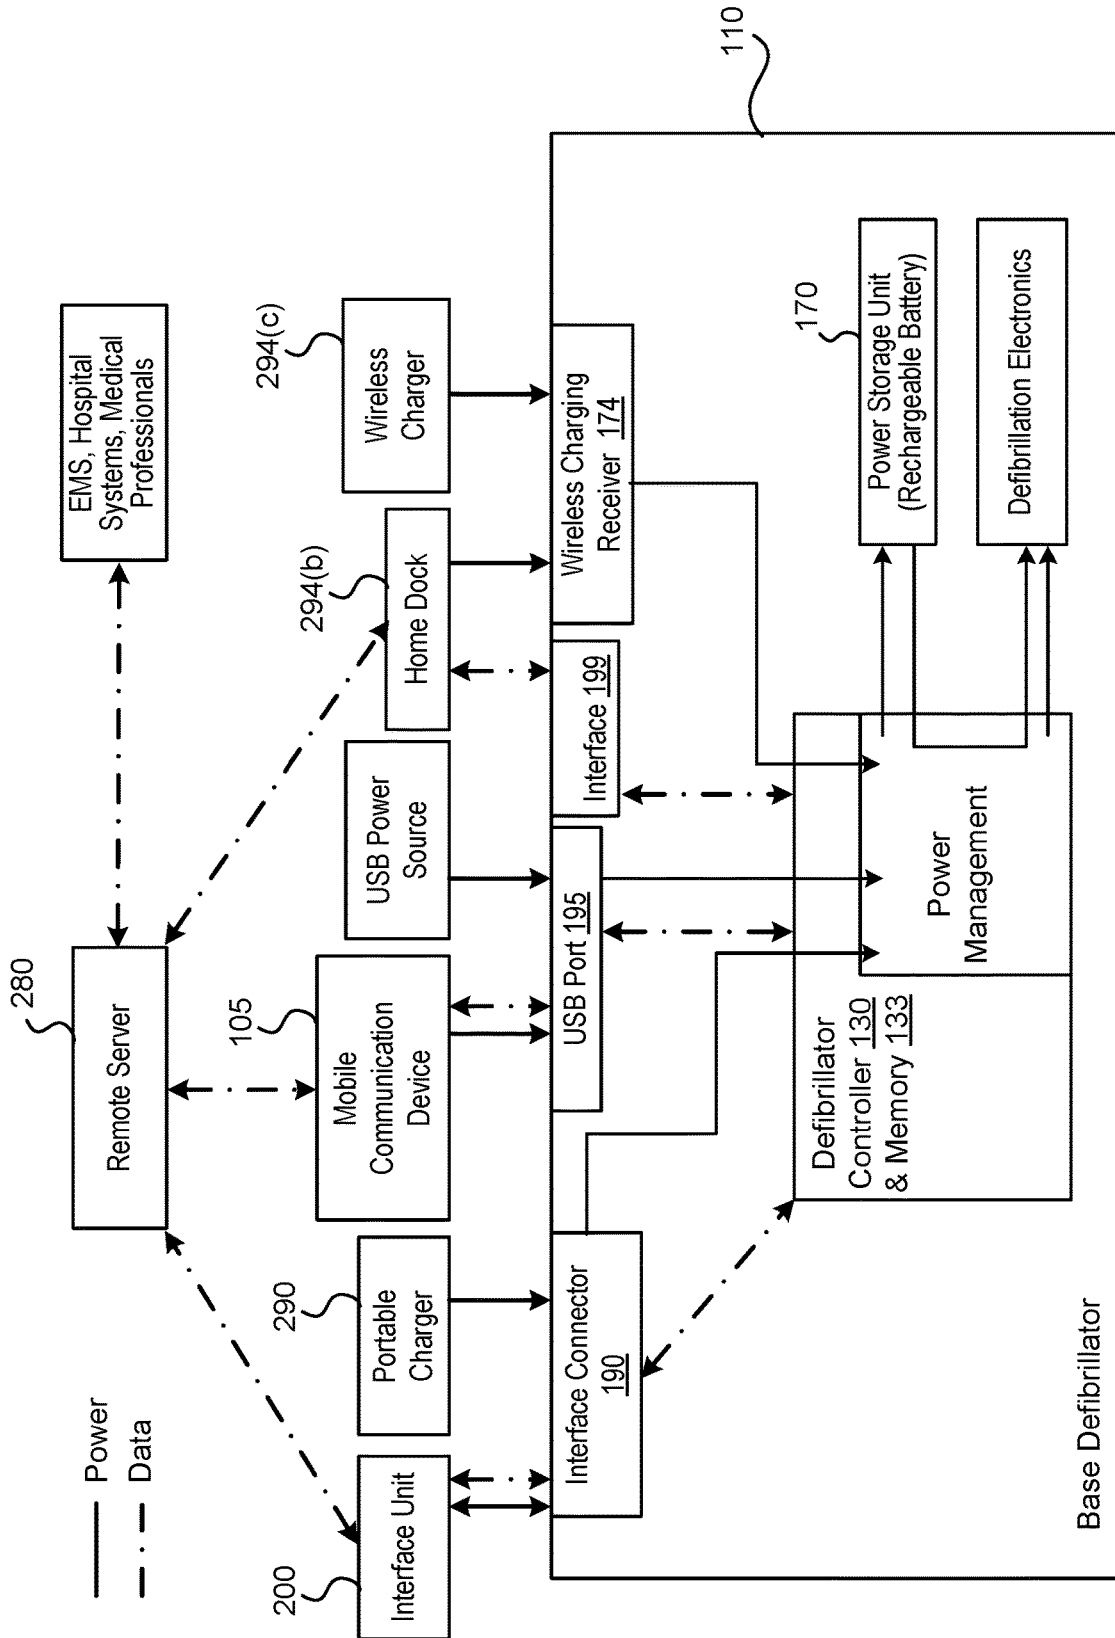 Power
Data
280
Remote Server
EMS, Hospital
Systems, Medical
Professionals
200
Interface Unit
290
Portable
Charger
105
Mobile
Communication
Device
USB Power
Source
294(b)
Home Dock
294(c)
Wireless
Charger
110
Interface Connector
190
USB Port 195
Interface 199
Wireless Charging
Receiver 174
Defibrillator
Controller 130
& Memory 133
Power
Management
170
Power Storage Unit
(Rechargeable Battery)
Defibrillation Electronics
Base Defibrillator